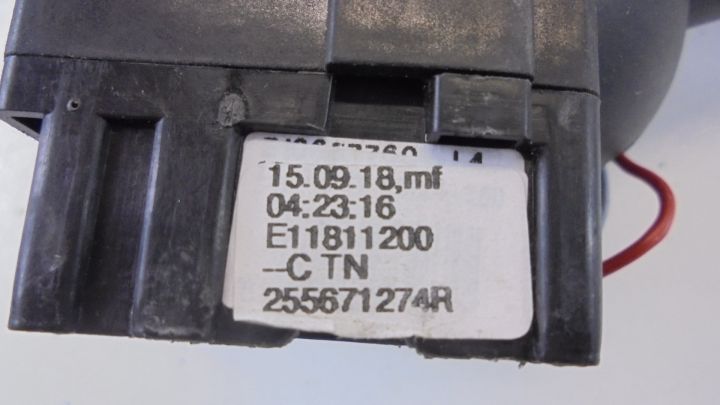 15.09.18,mf
04:23:16
E11811200
--C TN
255671274R